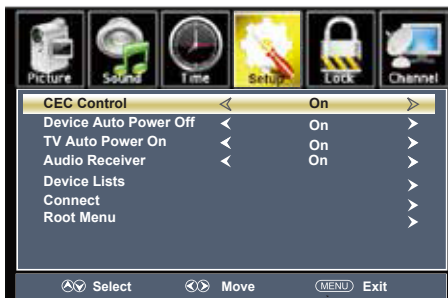 Picture Sound Time Setup Lock Channel
CEC Control On
Device Auto Power Off On
TV Auto Power On On
Audio Receiver On
Device Lists
Connect
Root Menu
Select Move MENU Exit